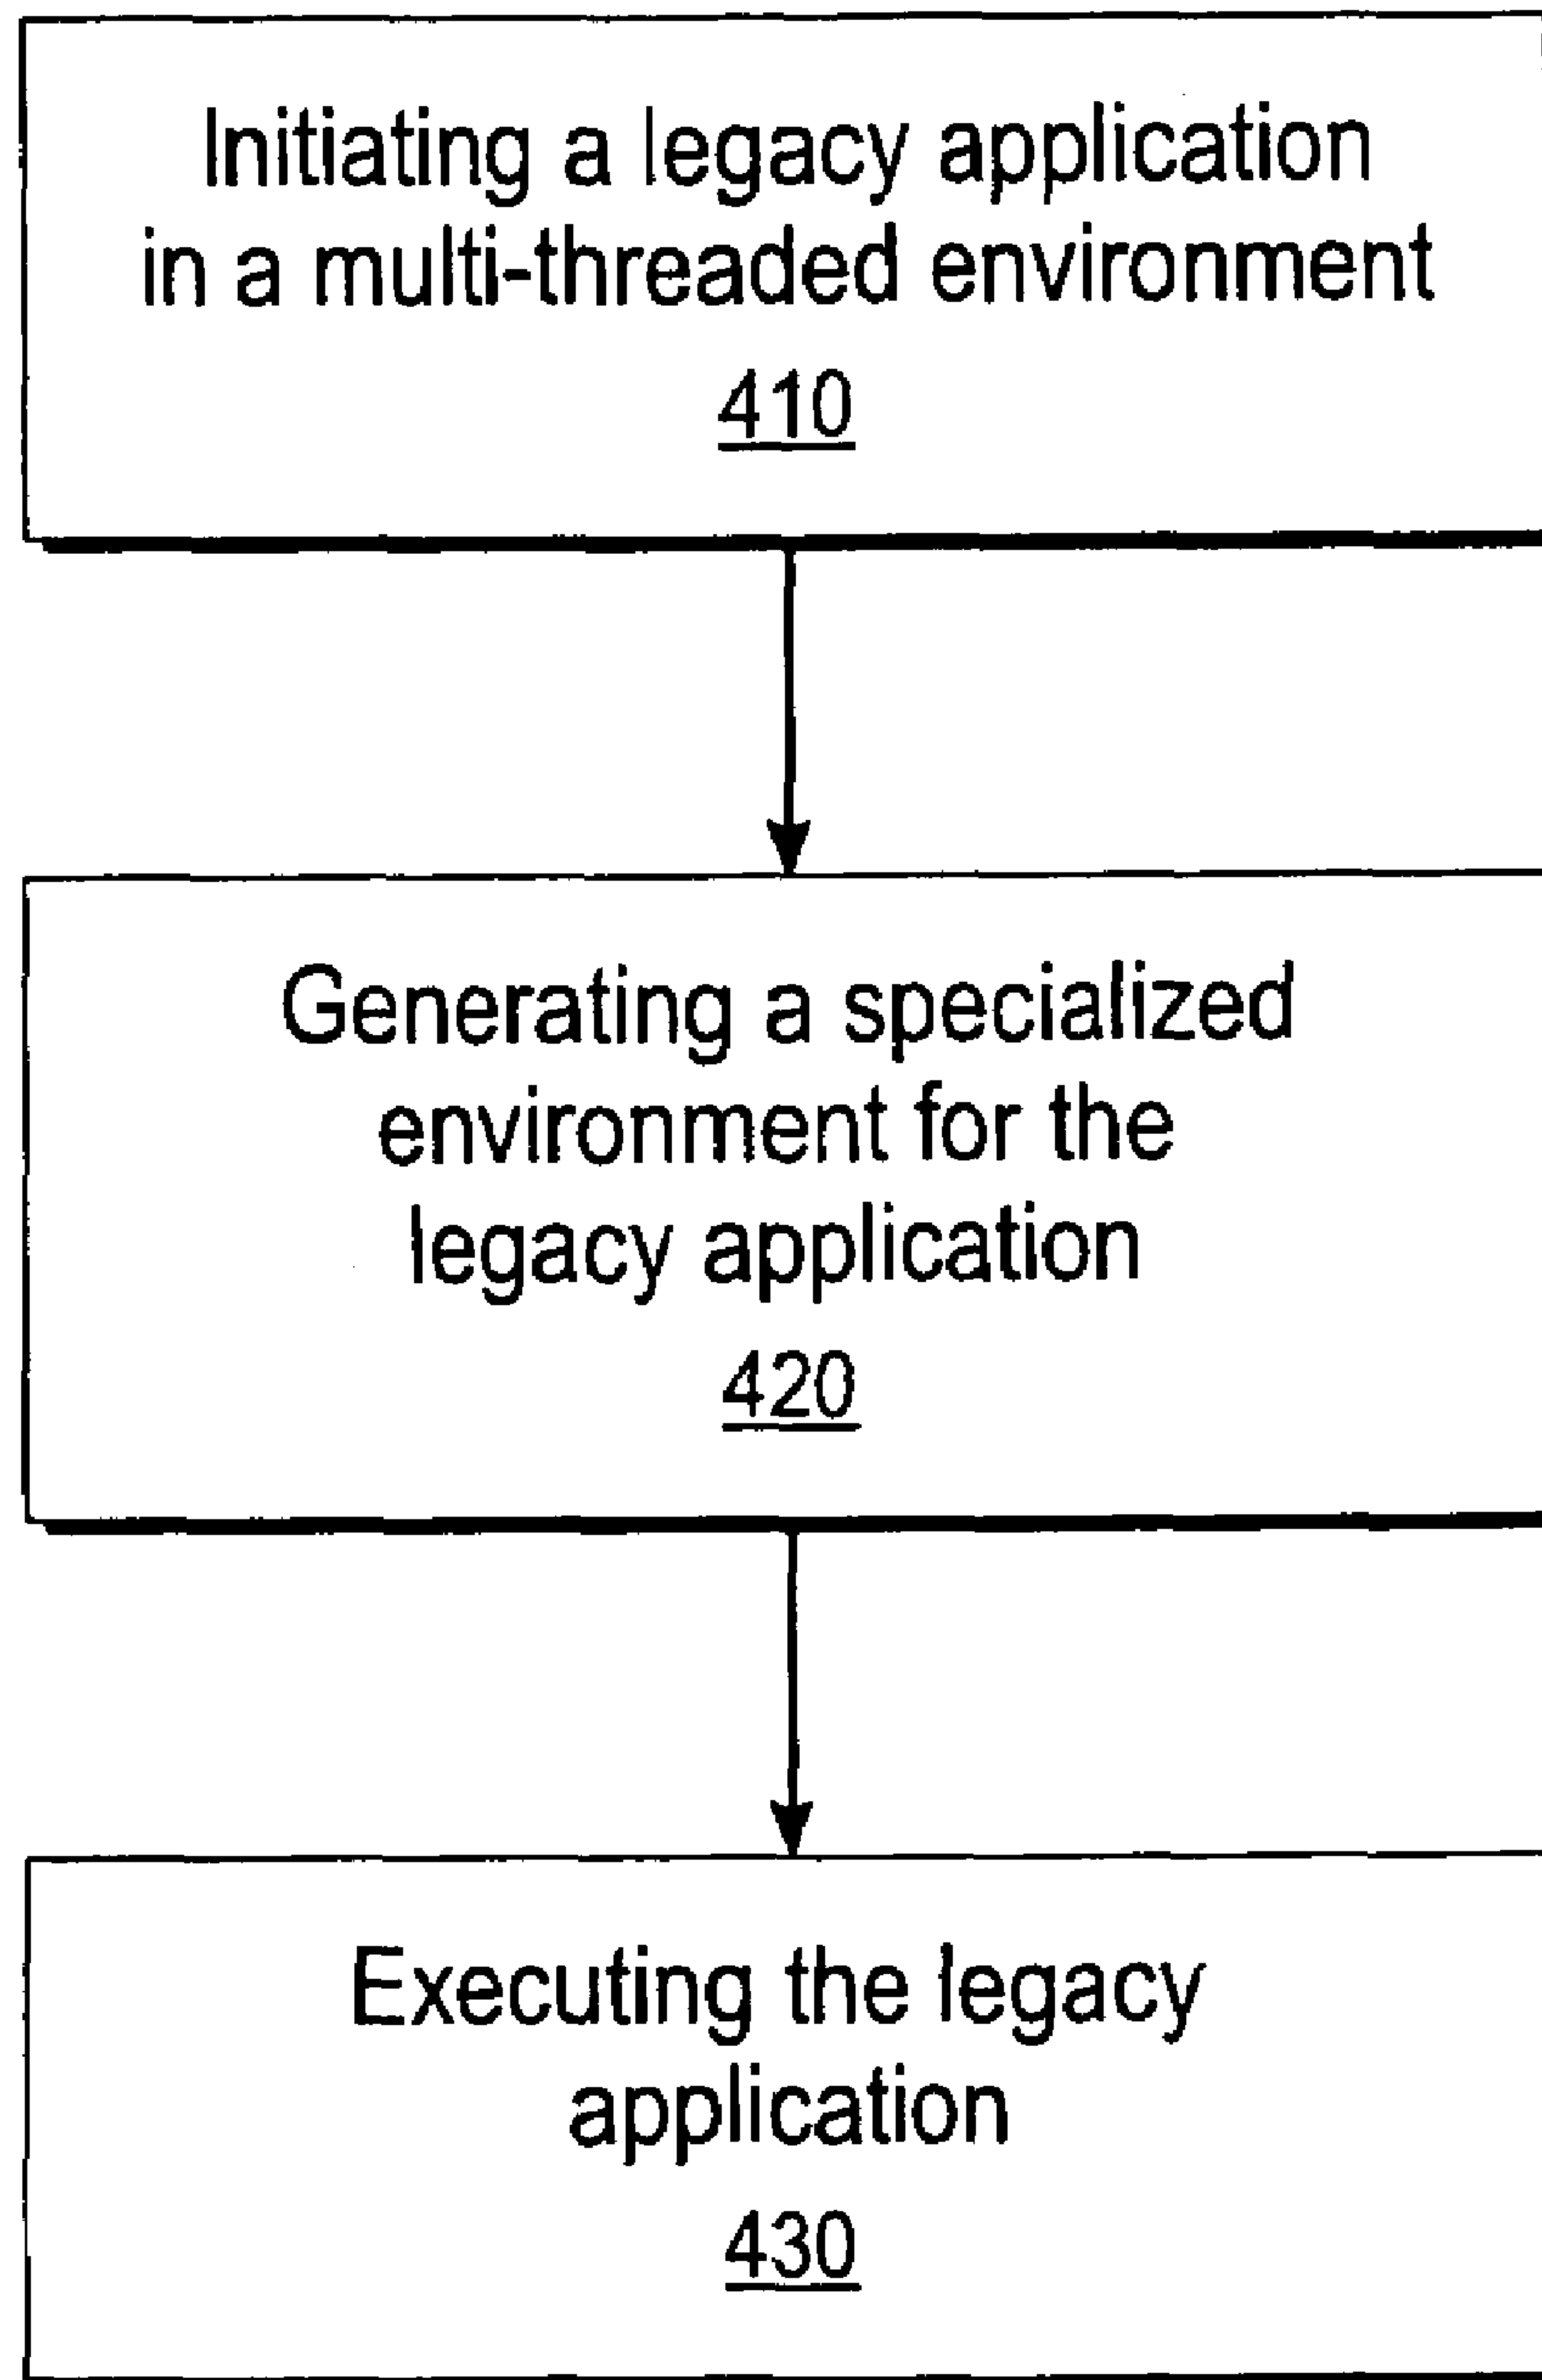 Initiating a legacy application
in a multi-threaded environment
410
Generating a specialized
environment for the
legacy application
420
Executing the legacy
application
430